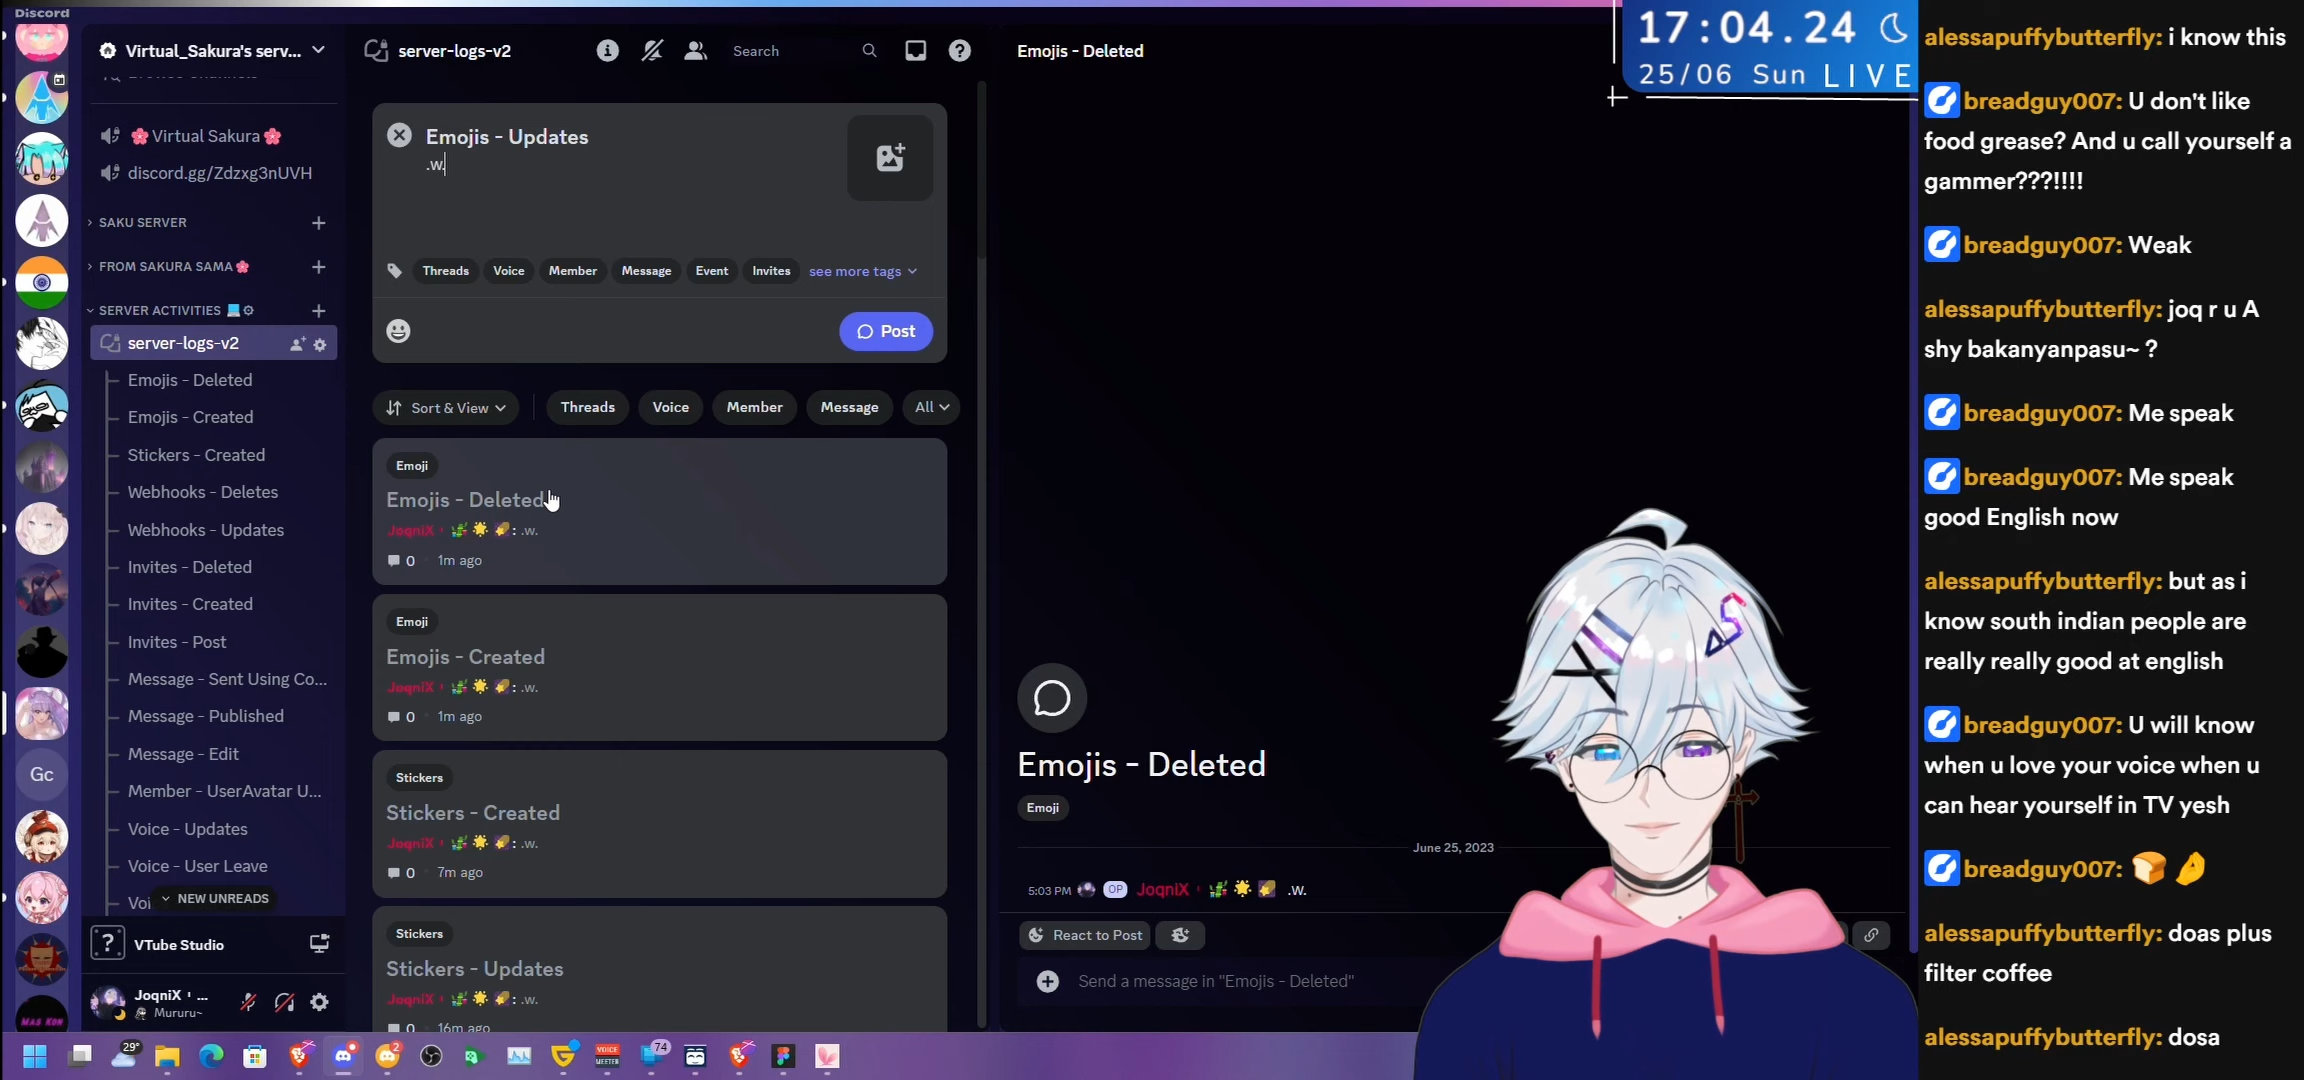 Discord
Virtual_Sakura's serv...
🌸Virtual Sakura🌸
discord.gg/Zdzxg3nUVH
SAKU SERVER
FROM SAKURA SAMA🌸
SERVER ACTIVITIES 💻⚙
server-logs-v2
Emojis - Deleted
Emojis - Created
Stickers - Created
Webhooks - Deletes
Webhooks - Updates
Invites - Deleted
Invites - Created
Invites - Post
Message - Sent Using Co...
Message - Published
Message - Edit
Member - UserAvatar U...
Voice - Updates
Voice - User Leave
Voi
NEW UNREADS
Gc
MAS KON
VTube Studio
JoqniX ' ...
Mururu~
server-logs-v2
Search
Emojis - Updates
.w.
Threads
Voice
Member
Message
Event
Invites
see more tags
Post
Sort & View
Threads
Voice
Member
Message
All
Emoji
Emojis - Deleted
JoqniX : .w.
0 1m ago
Emoji
Emojis - Created
JoqniX : .w.
0 1m ago
Stickers
Stickers - Created
JoqniX : .w.
0 7m ago
Stickers
Stickers - Updates
JoqniX : .w.
0 16m ago
Emojis - Deleted
Emojis - Deleted
Emoji
June 25, 2023
5:03 PM OP JoqniX .w.
React to Post
Send a message in "Emojis - Deleted"
17:04.24
25/06 Sun LIVE
alessapuffybutterfly: i know this
breadguy007: U don't like
food grease? And u call yourself a
gammer???!!!!
breadguy007: Weak
alessapuffybutterfly: joq r u A
shy bakanyanpasu~ ?
breadguy007: Me speak
breadguy007: Me speak
good English now
alessapuffybutterfly: but as i
know south indian people are
really really good at english
breadguy007: U will know
when u love your voice when u
can hear yourself in TV yesh
breadguy007: 🍞 🤌
alessapuffybutterfly: doas plus
filter coffee
alessapuffybutterfly: dosa
29°
2
VOICE
MEETER
74